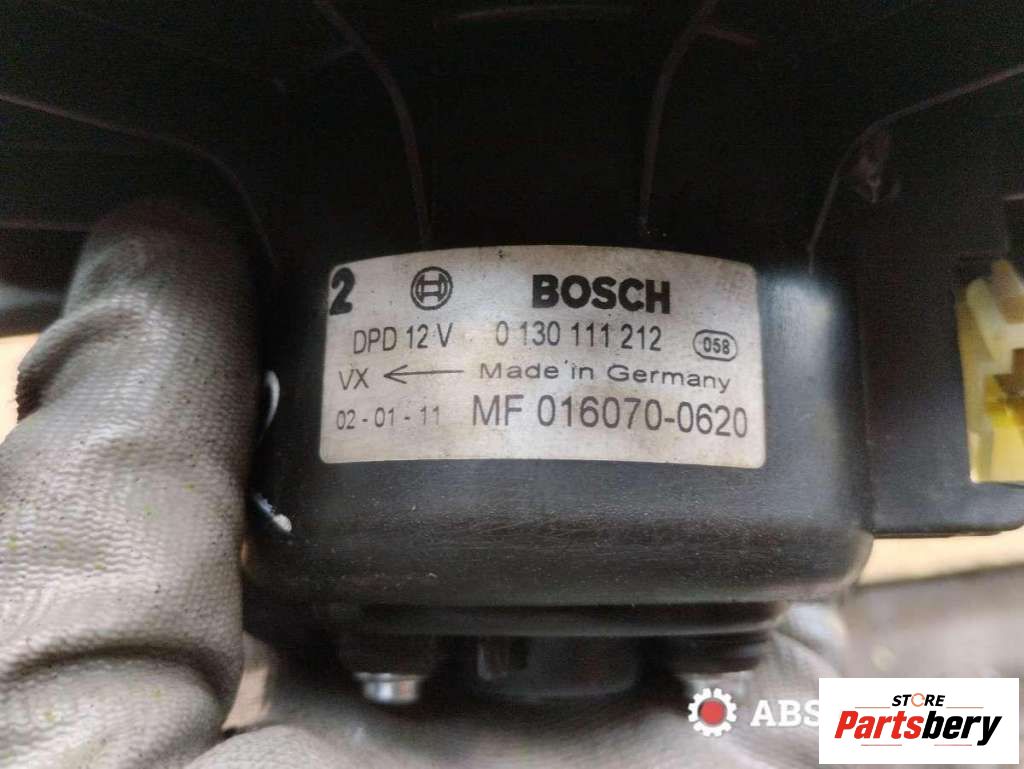 2 BOSCH
DPD 12 V 0 130 111 212 058
VX ← Made in Germany
02 - 01 - 11 MF 016070-0620
ABS
STORE
Partsbery